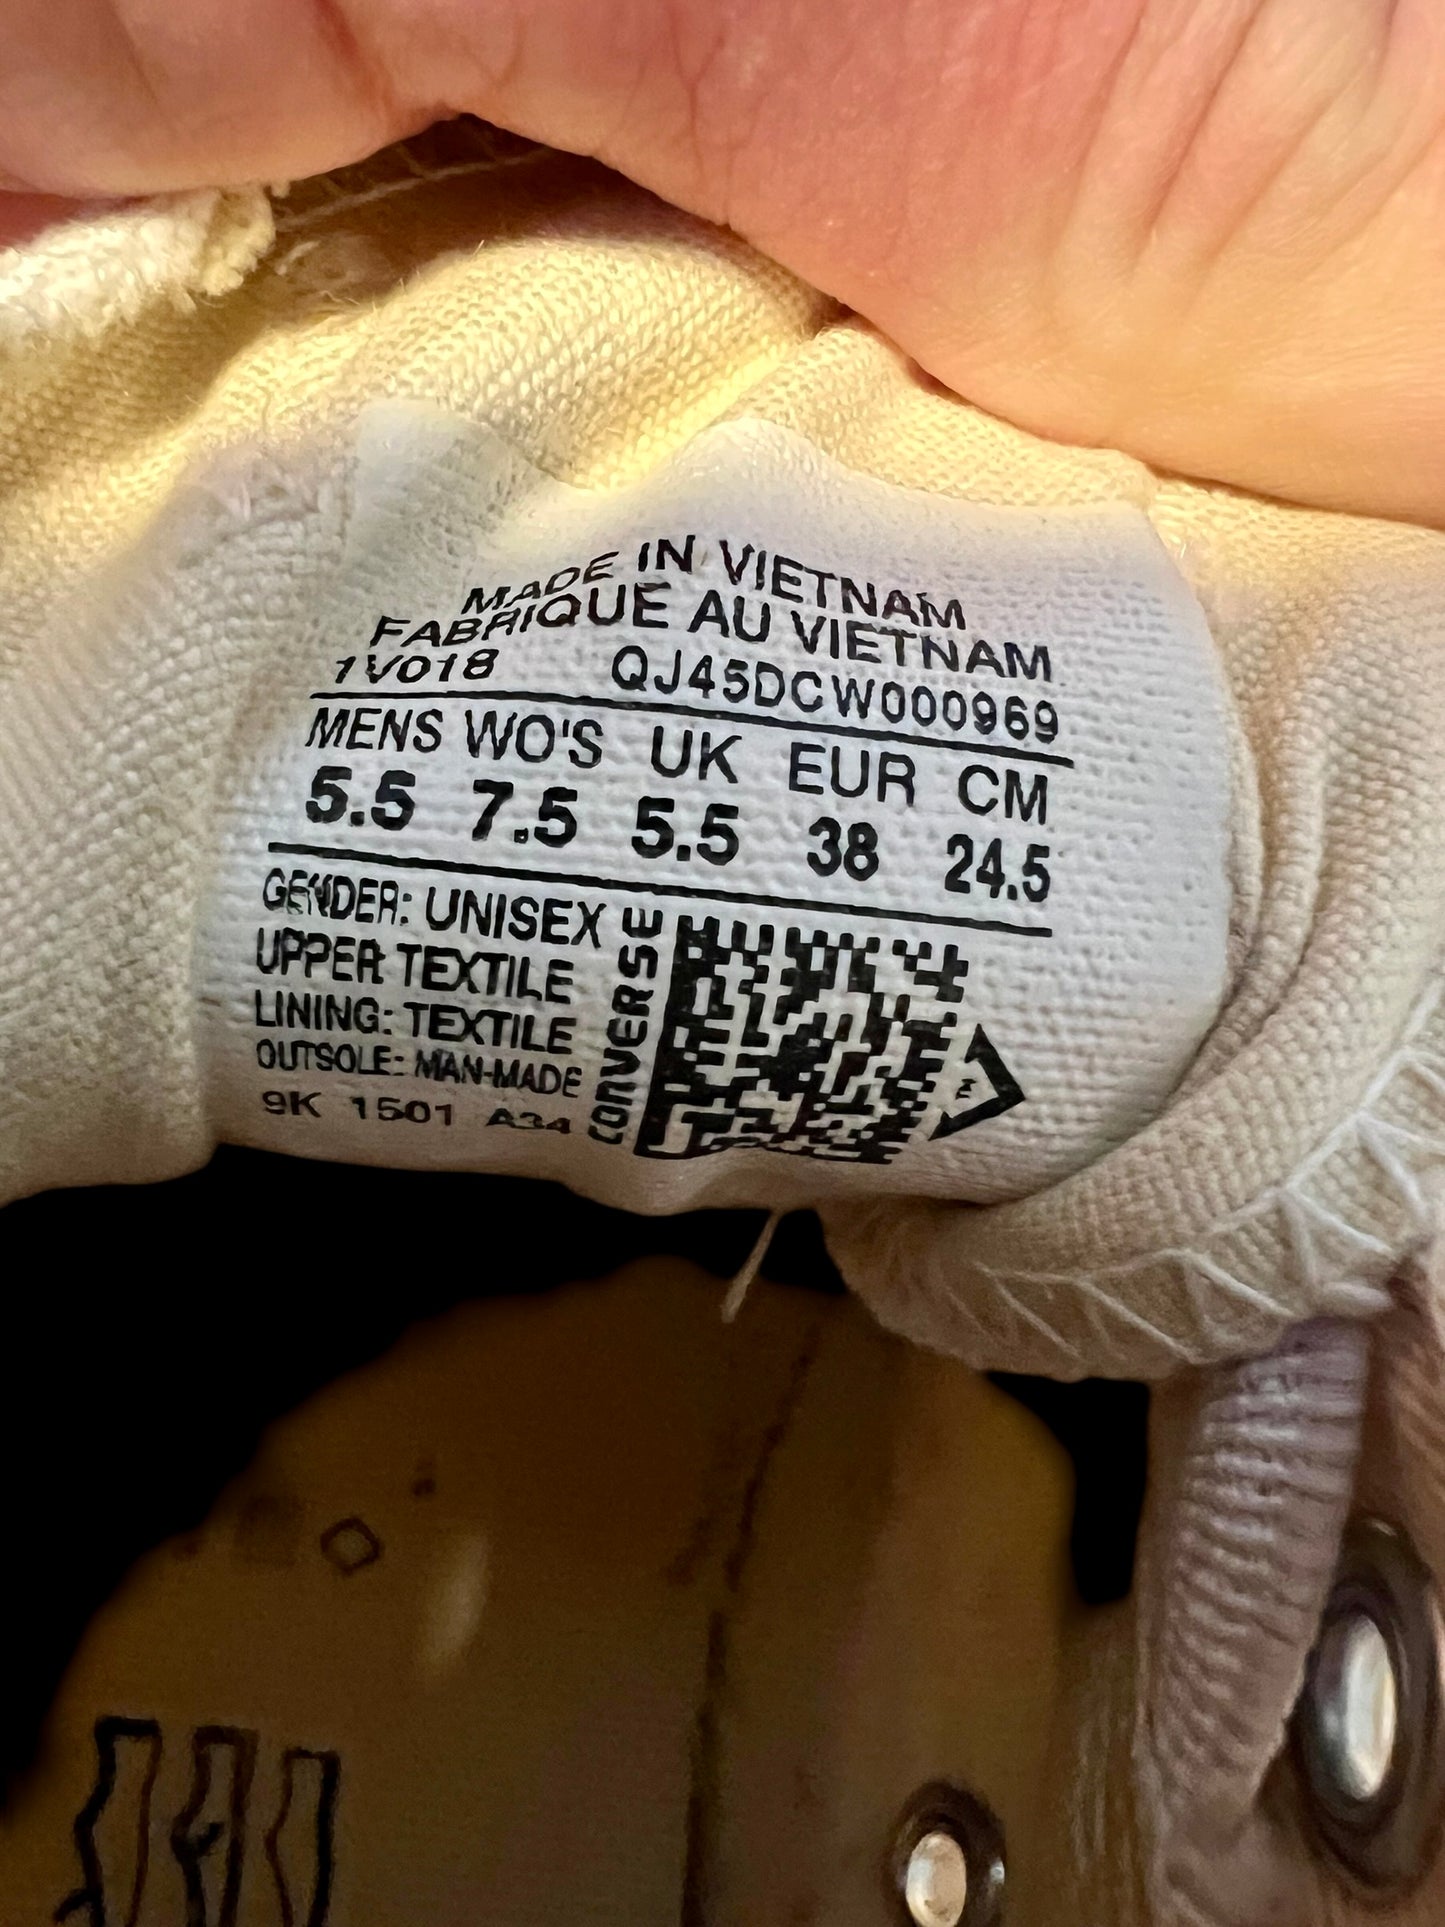 MADE IN VIETNAM
FABRIQUE AU VIETNAM
1V018 QJ45DCW000969
MENS WO'S UK EUR CM
5.5 7.5 5.5 38 24.5
GENDER: UNISEX
UPPER TEXTILE
LINING: TEXTILE
OUTSOLE: MAN-MADE
9K 1501 A34
CONVERSE
TM